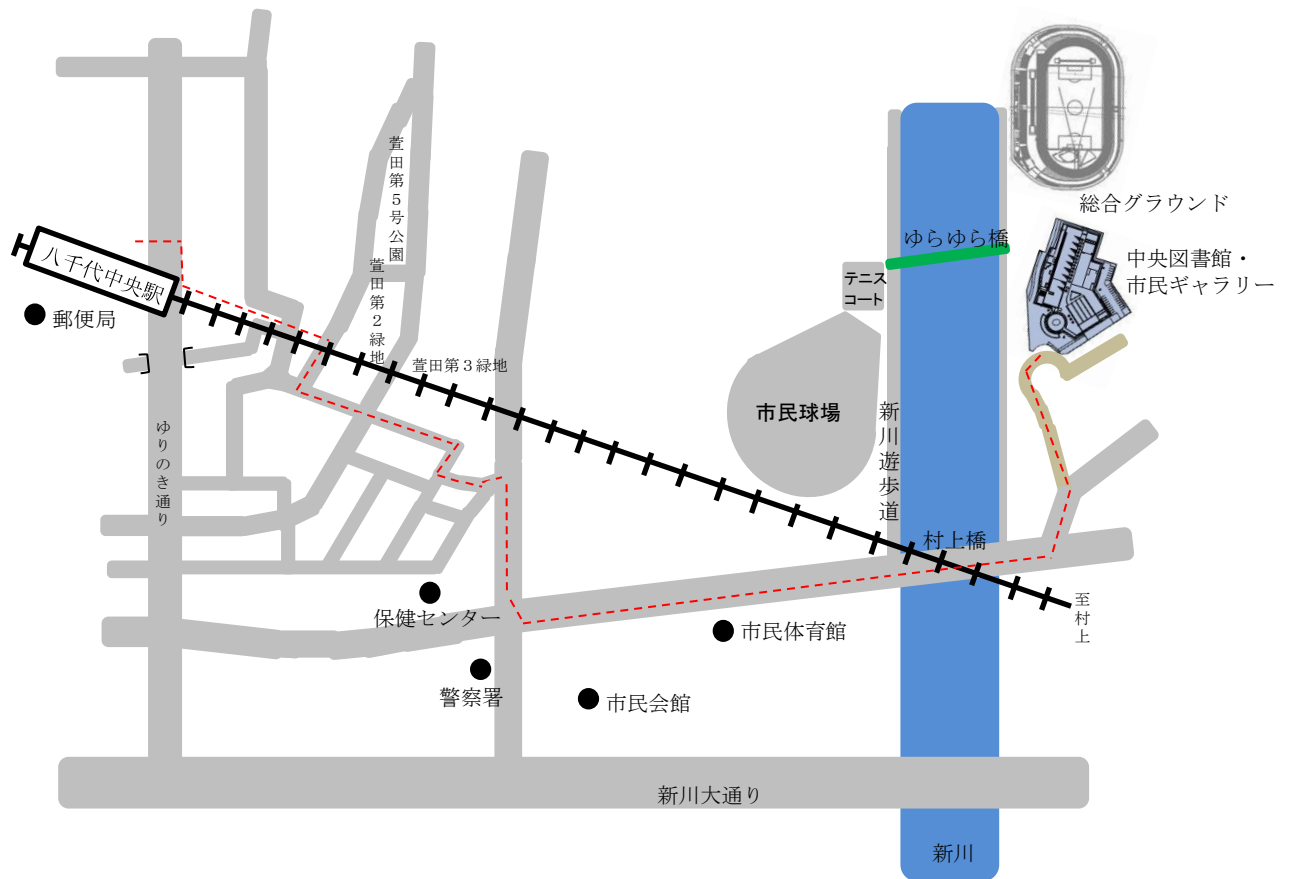 萱田第５号公園
総合グラウンド
ゆらゆら橋
中央図書館・
市民ギャラリー
八千代中央駅
テニス
コート
萱田第２緑地
郵便局
萱田第３緑地
市民球場
新川遊歩道
ゆりのき通り
村上橋
至村上
保健センター
市民体育館
警察署
市民会館
新川大通り
新川